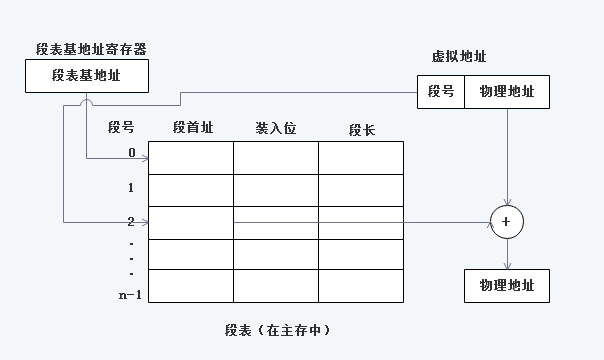 段表基地址寄存器
段表基地址
虚拟地址
段号 物理地址
段号 段首址 装入位 段长
0
1
2
.
.
.
n-1
+
物理地址
段表（在主存中）